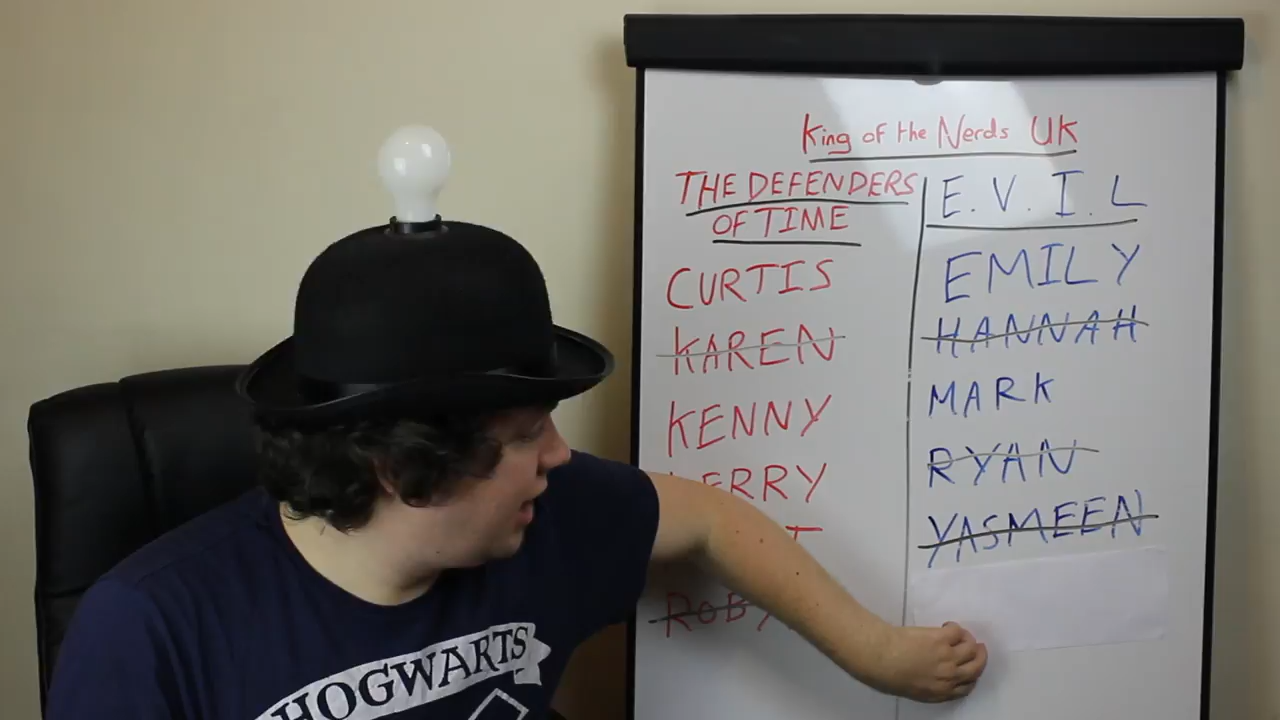 King of the Nerds UK
THE DEFENDERS
OF TIME
CURTIS
KAREN
KENNY
E.V.I.L
EMILY
HANNAH
MARK
RYAN
YASMEEN
HOGWARTS